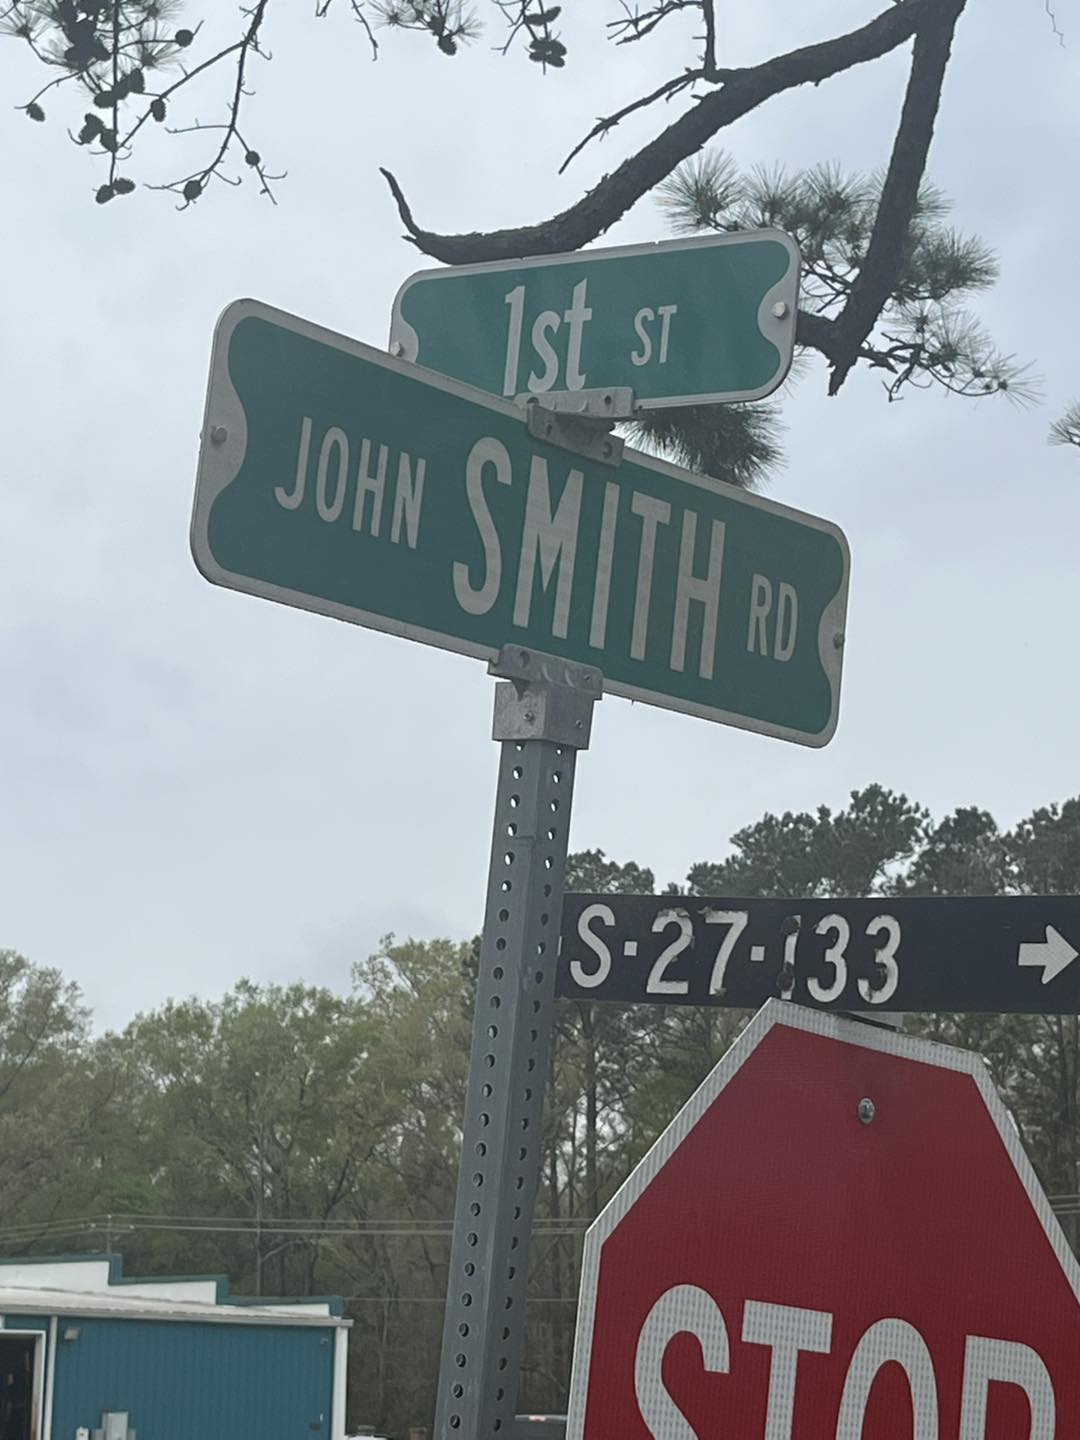 1st ST
JOHN SMITH RD
S-27-133
STOP